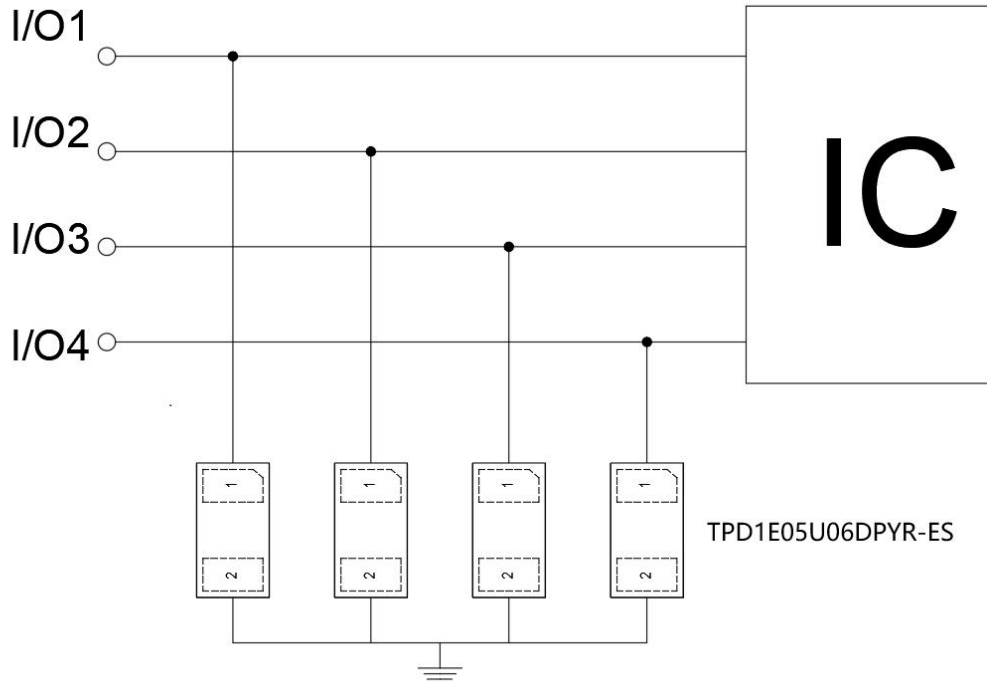 I/O1
I/O2
I/O3
I/O4
IC
1 1 1 1
2 2 2 2
TPD1E05U06DPYR-ES